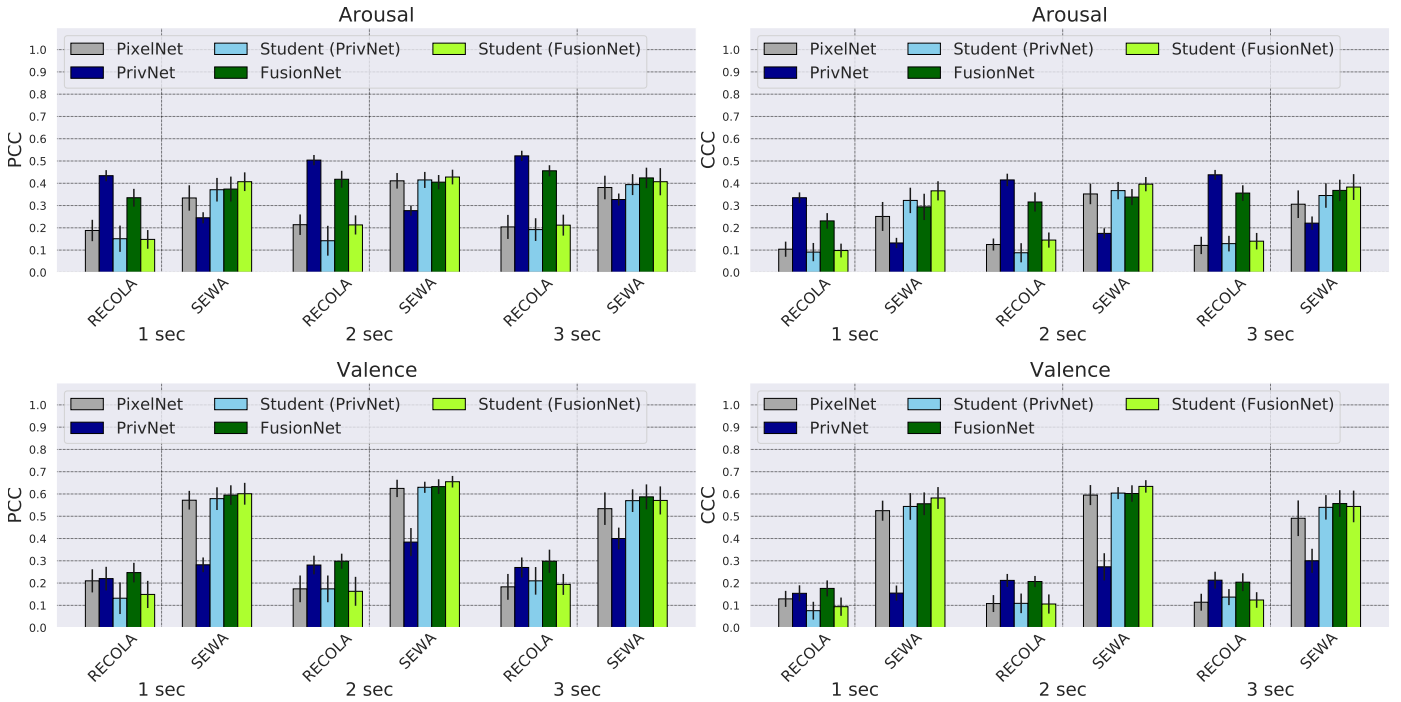 Arousal
PixelNet Student (PrivNet) Student (FusionNet)
PrivNet FusionNet
PCC
1.0
0.9
0.8
0.7
0.6
0.5
0.4
0.3
0.2
0.1
0.0
RECOLA SEWA RECOLA SEWA RECOLA SEWA
1 sec 2 sec 3 sec
Arousal
PixelNet Student (PrivNet) Student (FusionNet)
PrivNet FusionNet
CCC
1.0
0.9
0.8
0.7
0.6
0.5
0.4
0.3
0.2
0.1
0.0
RECOLA SEWA RECOLA SEWA RECOLA SEWA
1 sec 2 sec 3 sec
Valence
PixelNet Student (PrivNet) Student (FusionNet)
PrivNet FusionNet
PCC
1.0
0.9
0.8
0.7
0.6
0.5
0.4
0.3
0.2
0.1
0.0
RECOLA SEWA RECOLA SEWA RECOLA SEWA
1 sec 2 sec 3 sec
Valence
PixelNet Student (PrivNet) Student (FusionNet)
PrivNet FusionNet
CCC
1.0
0.9
0.8
0.7
0.6
0.5
0.4
0.3
0.2
0.1
0.0
RECOLA SEWA RECOLA SEWA RECOLA SEWA
1 sec 2 sec 3 sec